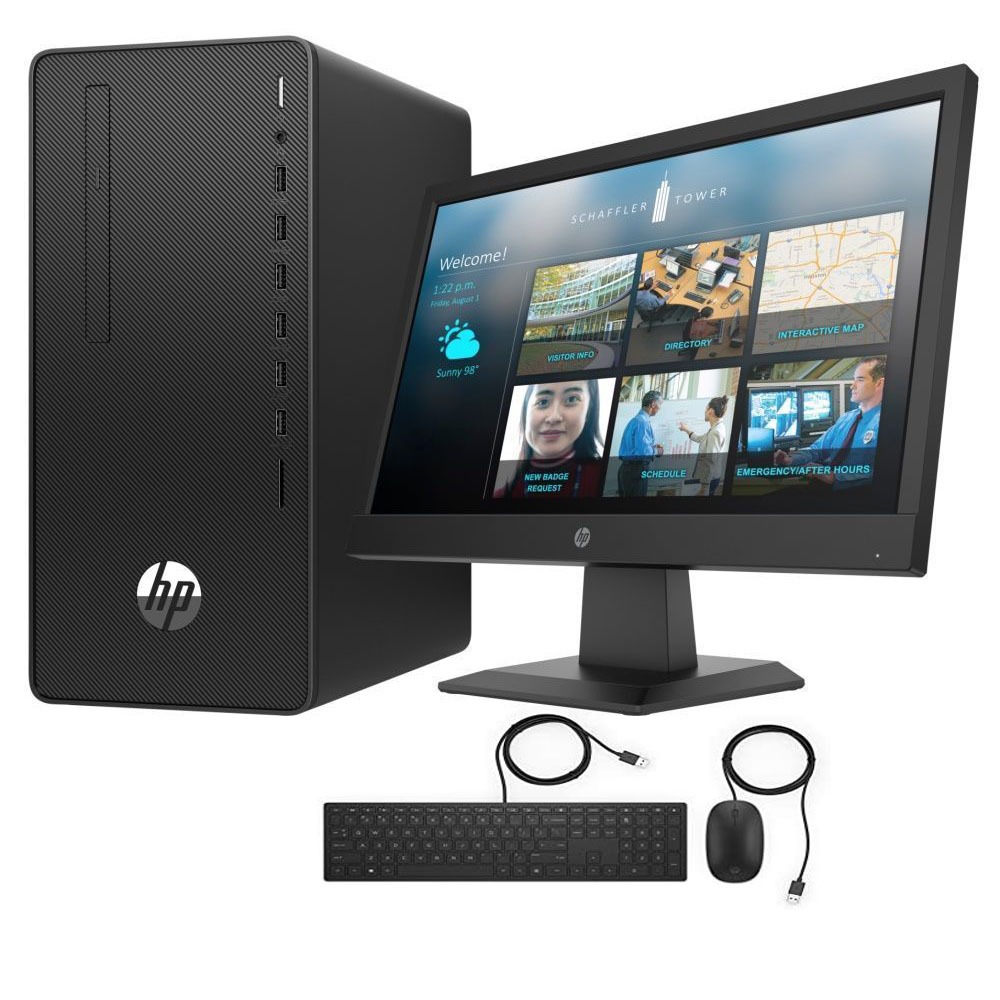 hp
SCHAFFLER TOWER
Welcome!
1:22 p.m.
Friday, August 1
Sunny 98°
VISITOR INFO
DIRECTORY
INTERACTIVE MAP
NEW BADGE
REQUEST
SCHEDULE
EMERGENCY/AFTER HOURS
hp